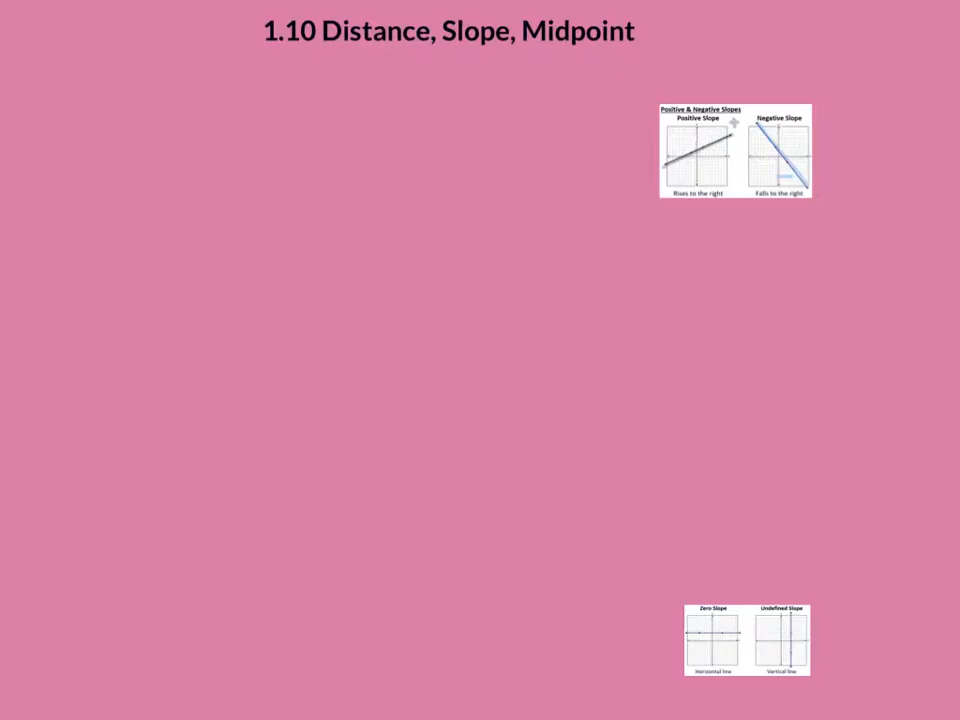 1.10 Distance, Slope, Midpoint
Positive & Negative Slopes
Positive Slope
Negative Slope
Rises to the right
Falls to the right
Zero Slope
Undefined Slope
Horizontal line
Vertical line